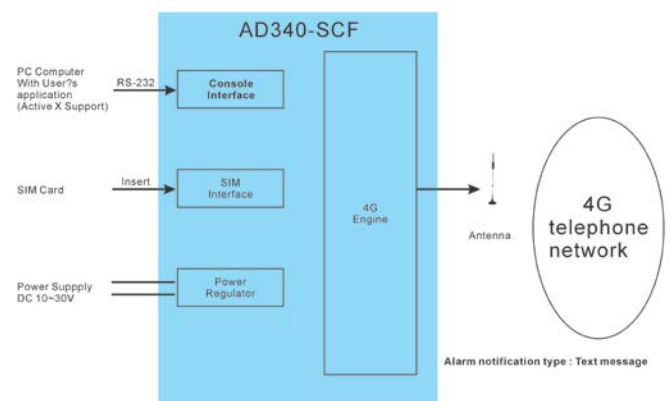 AD340-SCF
PC Computer
With User?s
application
(Active X Support)
RS-232
Console
Interface
SIM Card
Insert
SIM
Interface
Power Suppply
DC 10~30V
Power
Regulator
4G
Engine
Antenna
4G
telephone
network
Alarm notification type : Text message